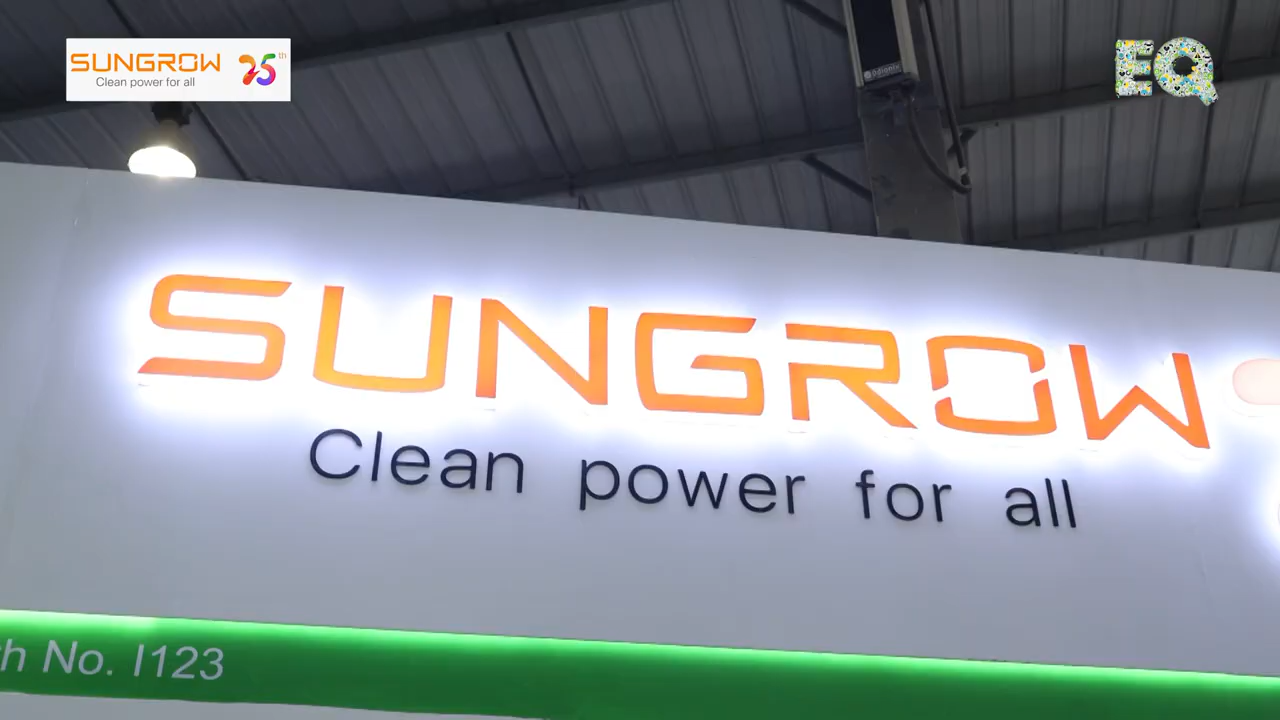 SUNGROW 25th
Clean power for all
EQ
SUNGROW
Clean power for all
h No. I123